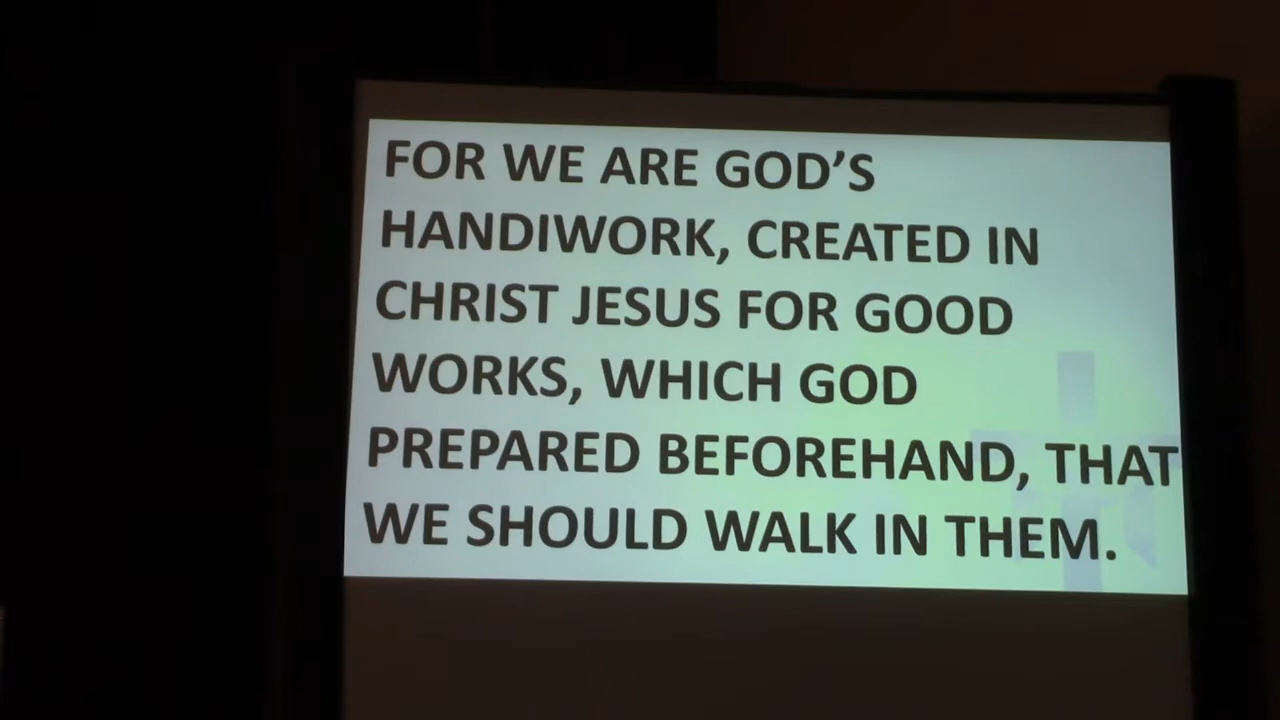 FOR WE ARE GOD’S
HANDIWORK, CREATED IN
CHRIST JESUS FOR GOOD
WORKS, WHICH GOD
PREPARED BEFOREHAND, THAT
WE SHOULD WALK IN THEM.